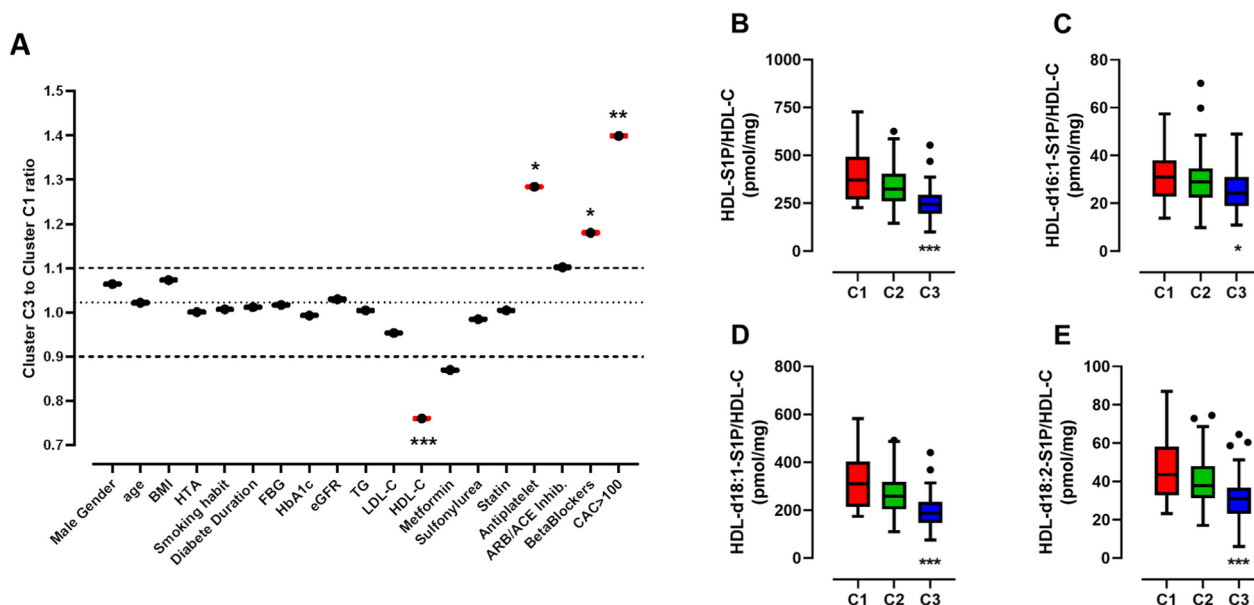 A
Cluster C3 to Cluster C1 ratio
1.5
1.4
1.3
1.2
1.1
1.0
0.9
0.8
0.7
**
*
*
***
Male Gender
age
BMI
HTA
Smoking habit
Diabete Duration
FBG
HbA1c
eGFR
TG
LDL-C
HDL-C
Metformin
Sulfonylurea
Statin
Antiplatelet
ARB/ACE Inhib.
BetaBlockers
CAC>100
B
HDL-S1P/HDL-C
(pmol/mg)
1000
750
500
250
0
***
C1 C2 C3
C
HDL-d16:1-S1P/HDL-C
(pmol/mg)
80
60
40
20
0
*
C1 C2 C3
D
HDL-d18:1-S1P/HDL-C
(pmol/mg)
800
600
400
200
0
***
C1 C2 C3
E
HDL-d18:2-S1P/HDL-C
(pmol/mg)
100
80
60
40
20
0
***
C1 C2 C3